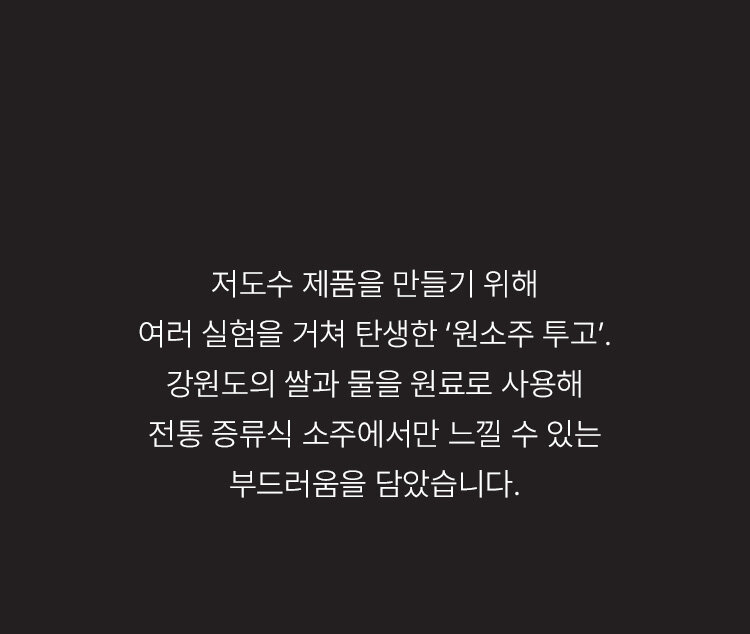 저도수 제품을 만들기 위해
여러 실험을 거쳐 탄생한 ‘원소주 투고’.
강원도의 쌀과 물을 원료로 사용해
전통 증류식 소주에서만 느낄 수 있는
부드러움을 담았습니다.